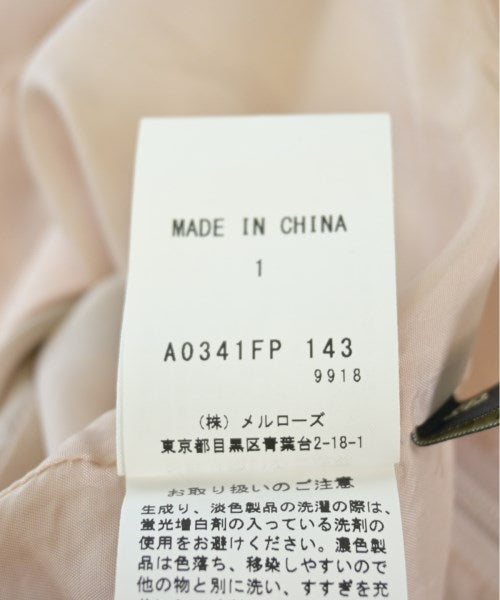 MADE IN CHINA
1
A0341FP 143
9918
(株) メルローズ
東京都目黒区青葉台2-18-1
お取り扱いのご注意
生成り、淡色製品の洗濯の際は、
蛍光増白剤の入っている洗剤の
使用をお避けください。濃色製
品は色落ち、移染しやすいので
他の物と別に洗い、すすぎを充